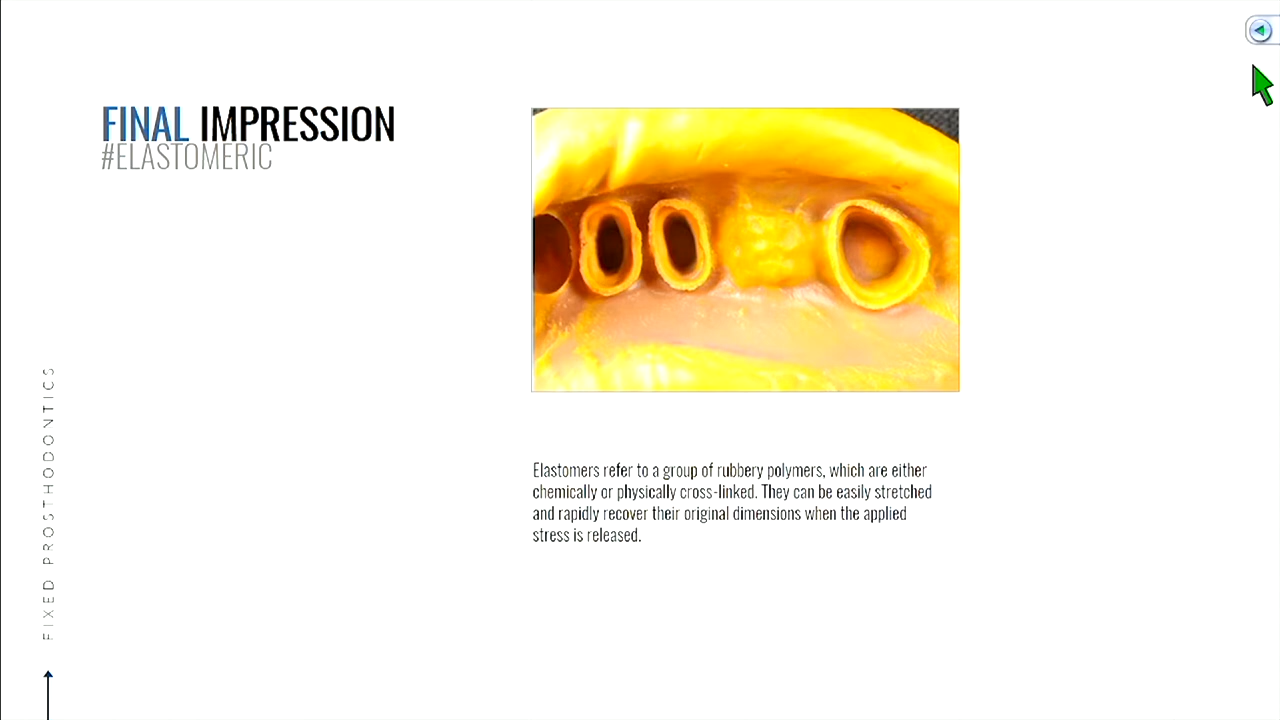 FINAL IMPRESSION
#ELASTOMERIC
Elastomers refer to a group of rubbery polymers, which are either
chemically or physically cross-linked. They can be easily stretched
and rapidly recover their original dimensions when the applied
stress is released.
FIXED PROSTHODONTICS